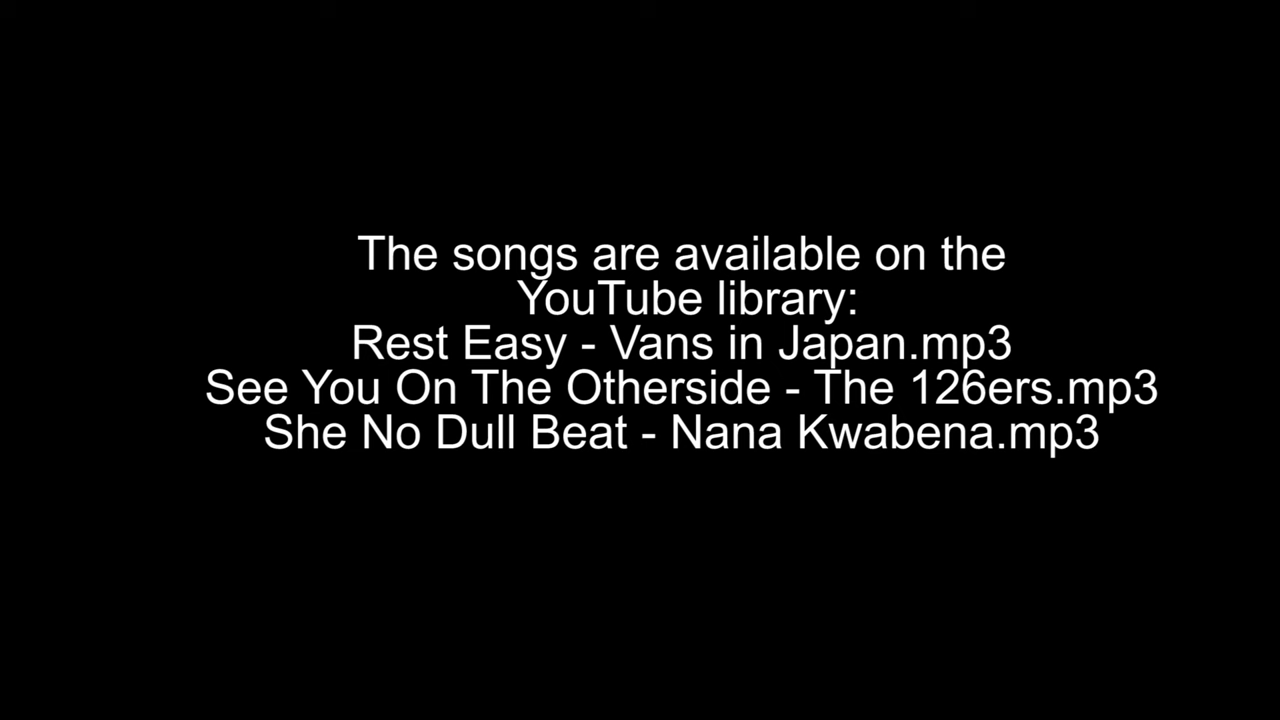 The songs are available on the
YouTube library:
Rest Easy - Vans in Japan.mp3
See You On The Otherside - The 126ers.mp3
She No Dull Beat - Nana Kwabena.mp3